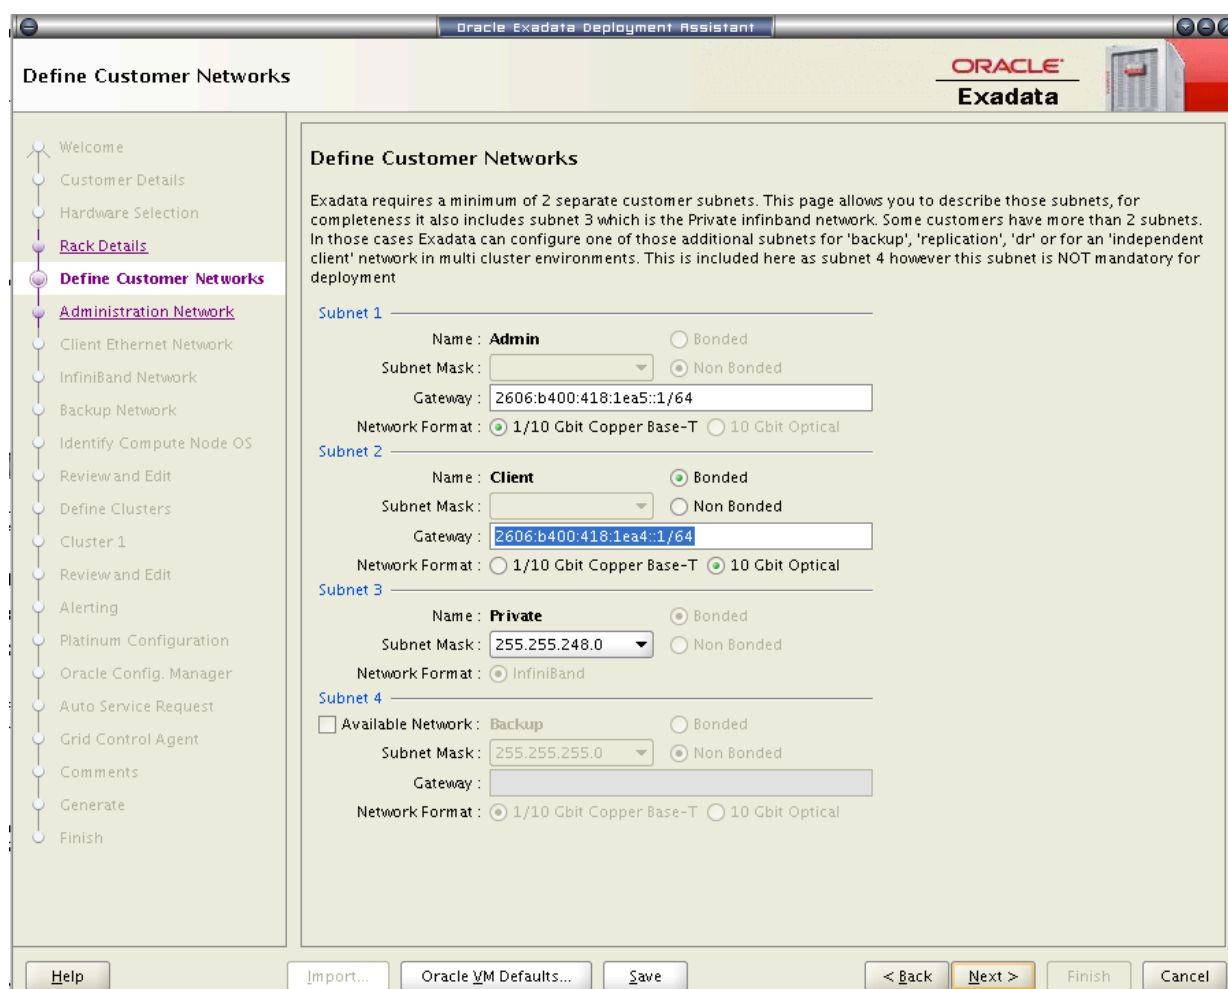 Oracle Exadata Deployment Assistant
Define Customer Networks
ORACLE
Exadata
Welcome
Customer Details
Hardware Selection
Rack Details
Define Customer Networks
Administration Network
Client Ethernet Network
InfiniBand Network
Backup Network
Identify Compute Node OS
Review and Edit
Define Clusters
Cluster 1
Review and Edit
Alerting
Platinum Configuration
Oracle Config. Manager
Auto Service Request
Grid Control Agent
Comments
Generate
Finish
Define Customer Networks
Exadata requires a minimum of 2 separate customer subnets. This page allows you to describe those subnets, for
completeness it also includes subnet 3 which is the Private infinband network. Some customers have more than 2 subnets.
In those cases Exadata can configure one of those additional subnets for 'backup', 'replication', 'dr' or for an 'independent
client' network in multi cluster environments. This is included here as subnet 4 however this subnet is NOT mandatory for
deployment
Subnet 1
Name : Admin Bonded
Subnet Mask : Non Bonded
Gateway : 2606:b400:418:1ea5::1/64
Network Format : 1/10 Gbit Copper Base-T 10 Gbit Optical
Subnet 2
Name : Client Bonded
Subnet Mask : Non Bonded
Gateway : 2606:b400:418:1ea4::1/64
Network Format : 1/10 Gbit Copper Base-T 10 Gbit Optical
Subnet 3
Name : Private Bonded
Subnet Mask : 255.255.248.0 Non Bonded
Network Format : InfiniBand
Subnet 4
Available Network : Backup Bonded
Subnet Mask : 255.255.255.0 Non Bonded
Gateway :
Network Format : 1/10 Gbit Copper Base-T 10 Gbit Optical
Help Import... Oracle VM Defaults... Save < Back Next > Finish Cancel